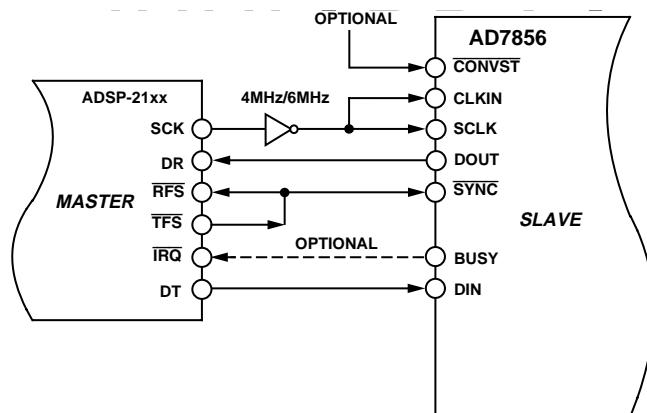 OPTIONAL
AD7856
CONVST
ADSP-21xx
4MHz/6MHz
CLKIN
SCK
SCLK
DR
DOUT
RFS
SYNC
MASTER
SLAVE
TFS
OPTIONAL
IRQ
BUSY
DT
DIN